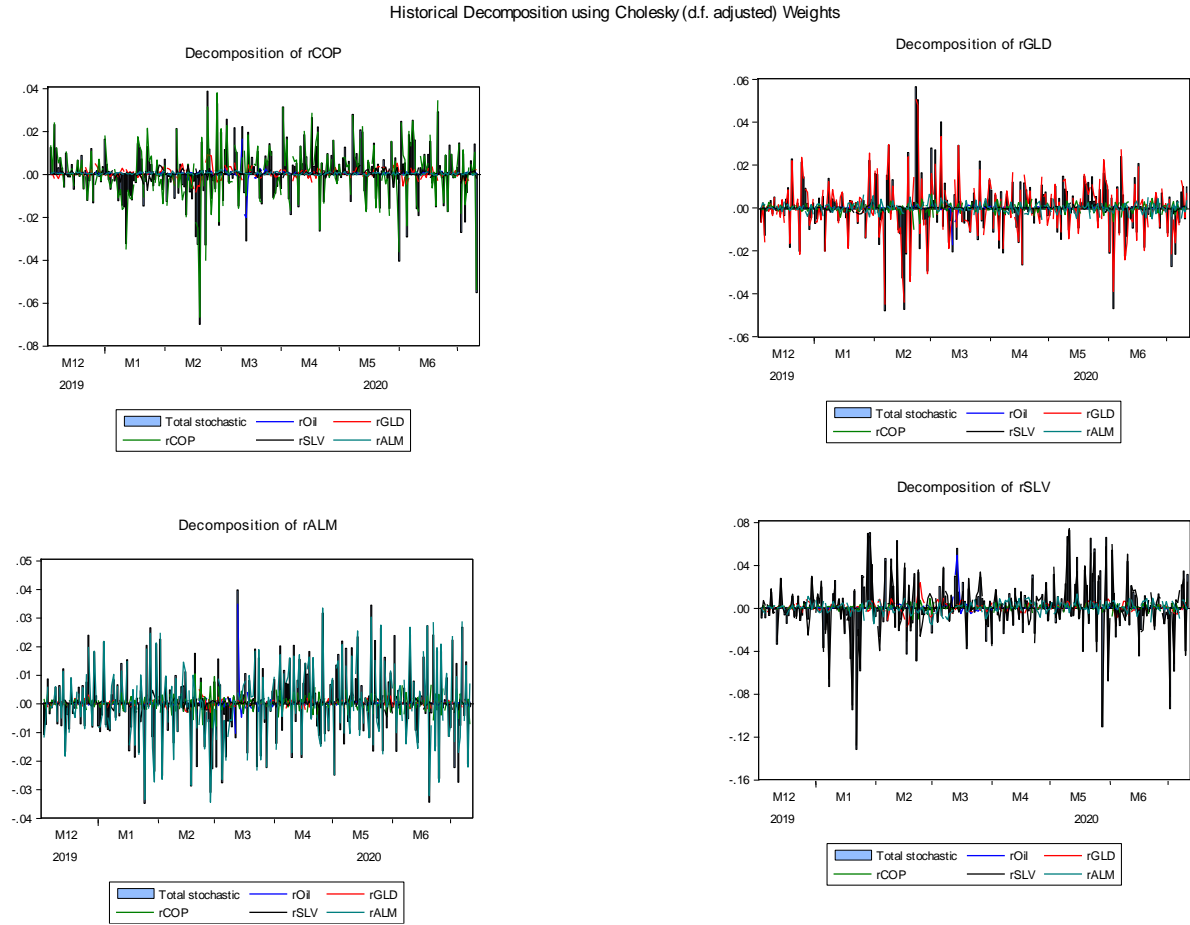 Historical Decomposition using Cholesky (d.f. adjusted) Weights
Decomposition of rCOP
.04
.02
.00
-.02
-.04
-.06
-.08
M12 M1 M2 M3 M4 M5 M6
2019 2020
Total stochastic rOil rGLD
rCOP rSLV rALM
Decomposition of rGLD
.06
.04
.02
.00
-.02
-.04
-.06
M12 M1 M2 M3 M4 M5 M6
2019 2020
Total stochastic rOil rGLD
rCOP rSLV rALM
Decomposition of rALM
.05
.04
.03
.02
.01
.00
-.01
-.02
-.03
-.04
M12 M1 M2 M3 M4 M5 M6
2019 2020
Total stochastic rOil rGLD
rCOP rSLV rALM
Decomposition of rSLV
.08
.04
.00
-.04
-.08
-.12
-.16
M12 M1 M2 M3 M4 M5 M6
2019 2020
Total stochastic rOil rGLD
rCOP rSLV rALM